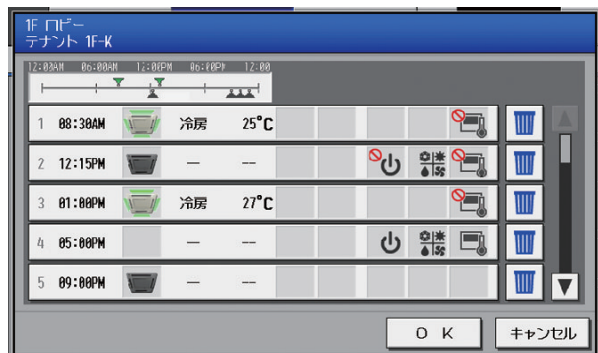 1F ロビー
テナント 1F-K
12:00AM 06:00AM 12:00PM 06:00PM 12:00
1 08:30AM 冷房 25°C
2 12:15PM — —
3 01:00PM 冷房 27°C
4 05:00PM — —
5 09:00PM — —
OK キャンセル